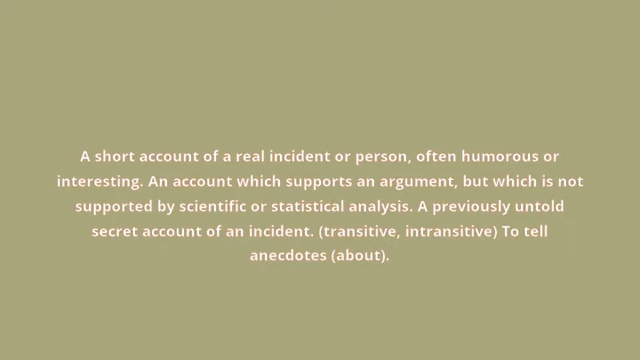 A short account of a real incident or person, often humorous or
interesting. An account which supports an argument, but which is not
supported by scientific or statistical analysis. A previously untold
secret account of an incident. (transitive, intransitive) To tell
anecdotes (about).